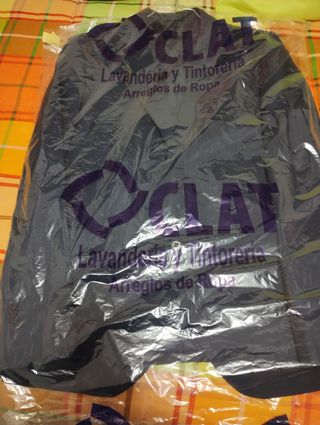 CLAT
Lavandería y Tintorería
Arreglos de Ropa
CLAT
Lavandería y Tintorería
Arreglos de Ropa